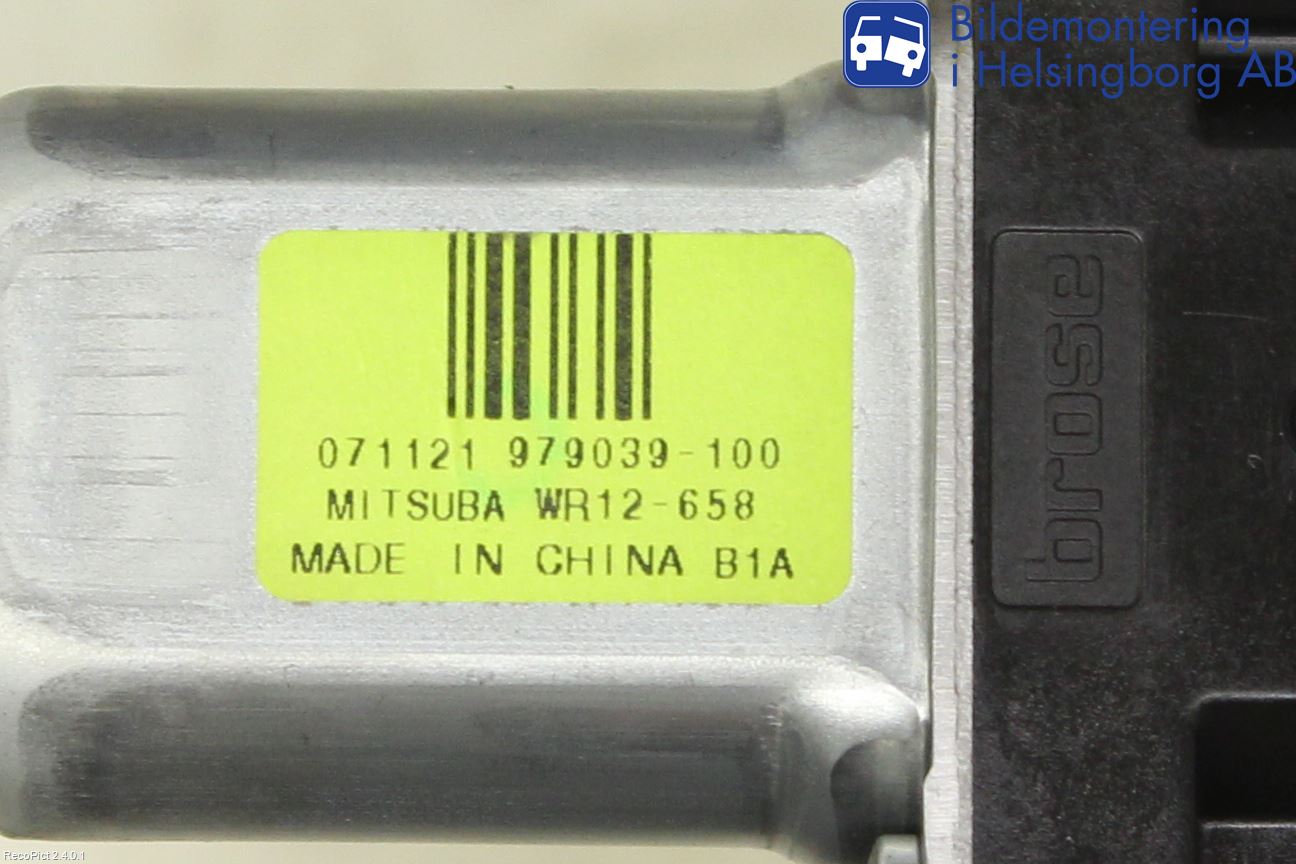 Bildemontering
i Helsingborg AB
071121 979039-100
MITSUBA WR12-658
MADE IN CHINA B1A
brose
RecoPict 2.4.0.1